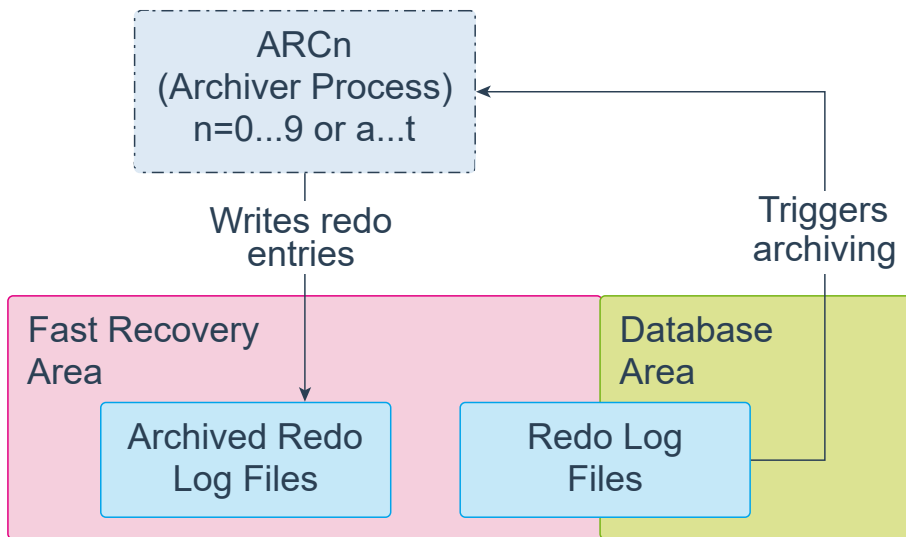 ARCn
(Archiver Process)
n=0...9 or a...t
Writes redo
entries
Triggers
archiving
Fast Recovery
Area
Database
Area
Archived Redo
Log Files
Redo Log
Files